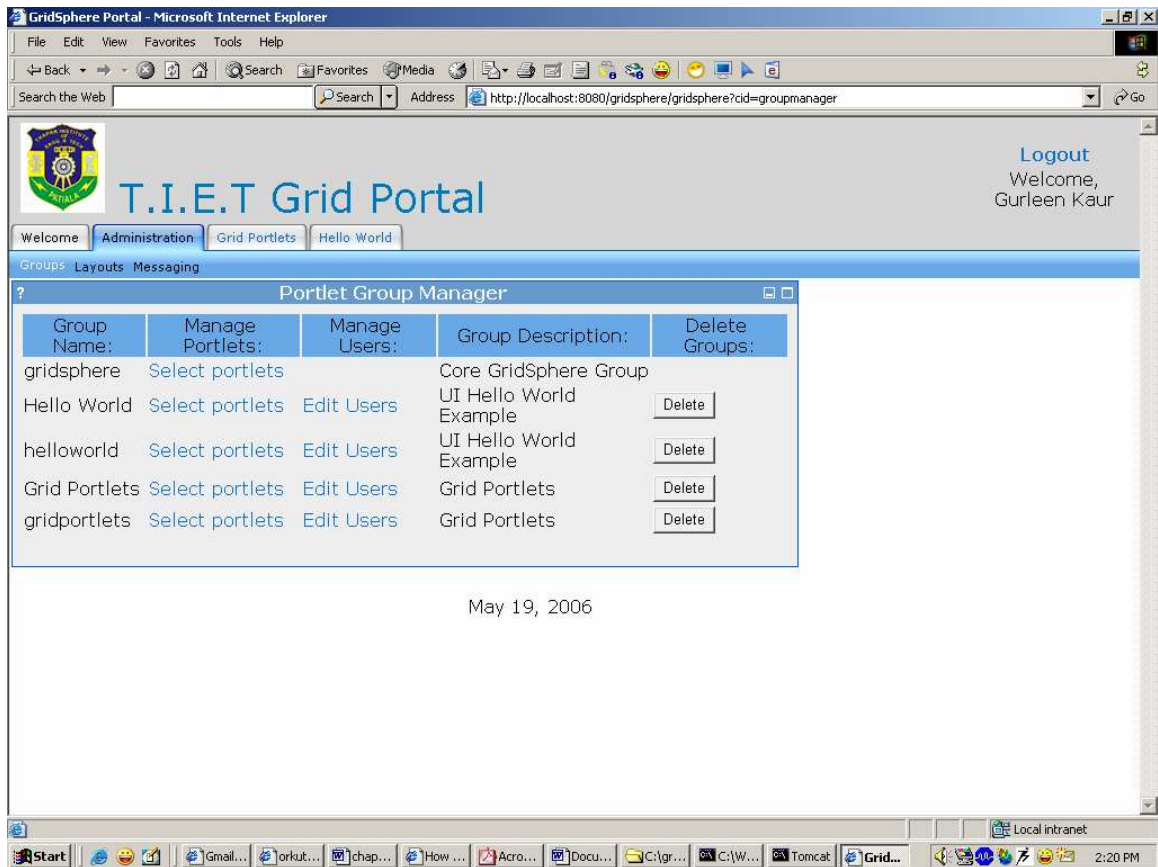 GridSphere Portal - Microsoft Internet Explorer
File Edit View Favorites Tools Help
Back Search Favorites Media
Search the Web Search Address http://localhost:8080/gridsphere/gridsphere?cid=groupmanager Go
T.I.E.T Grid Portal
PATIALA
Logout
Welcome,
Gurleen Kaur
Welcome Administration Grid Portlets Hello World
Groups Layouts Messaging
? Portlet Group Manager
Group Name: Manage Portlets: Manage Users: Group Description: Delete Groups:
gridsphere Select portlets Core GridSphere Group
Hello World Select portlets Edit Users UI Hello World Example Delete
helloworld Select portlets Edit Users UI Hello World Example Delete
Grid Portlets Select portlets Edit Users Grid Portlets Delete
gridportlets Select portlets Edit Users Grid Portlets Delete
May 19, 2006
Local intranet
Start Gmail... orkut... chap... How ... Acro... Docu... C:\gr... C:\W... Tomcat Grid... 2:20 PM